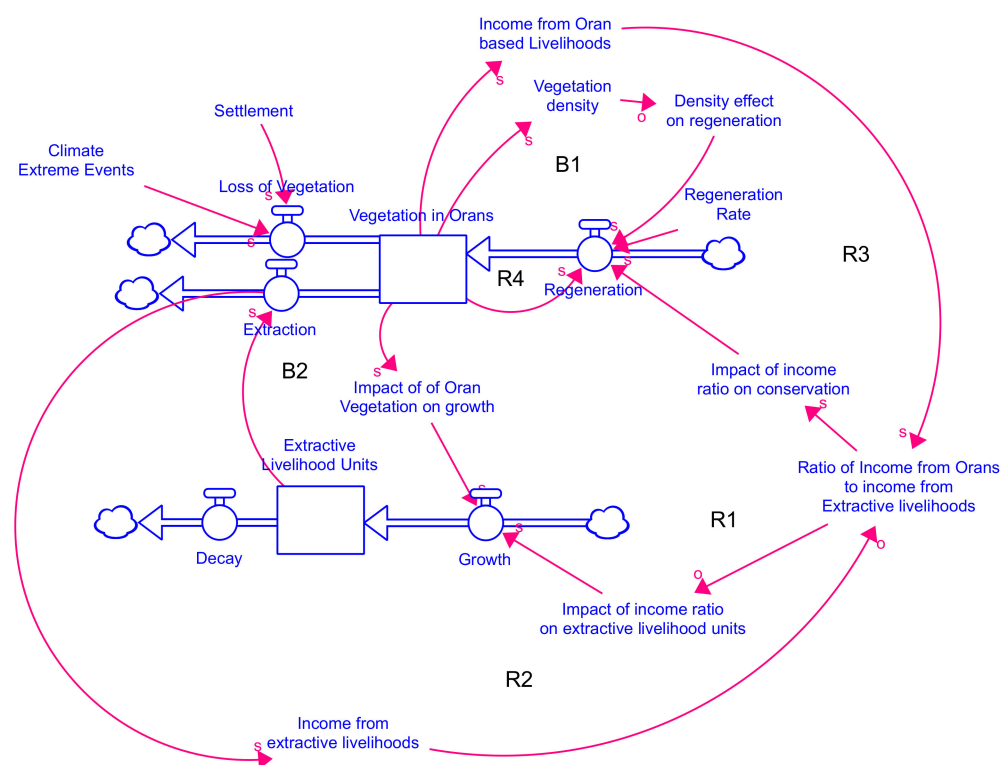 Income from Oran
based Livelihoods
s
Vegetation
density
s
o
Density effect
on regeneration
Settlement
B1
Climate
Extreme Events
Loss of Vegetation
s
s
Vegetation in Orans
Regeneration
Rate
s
s
R3
R4
s
Regeneration
s
Extraction
B2
s
Impact of of Oran
Vegetation on growth
Impact of income
ratio on conservation
s
s
Extractive
Livelihood Units
Ratio of Income from Orans
to income from
Extractive livelihoods
s
s
R1
o
Decay
Growth
o
Impact of income ratio
on extractive livelihood units
R2
Income from
extractive livelihoods
s